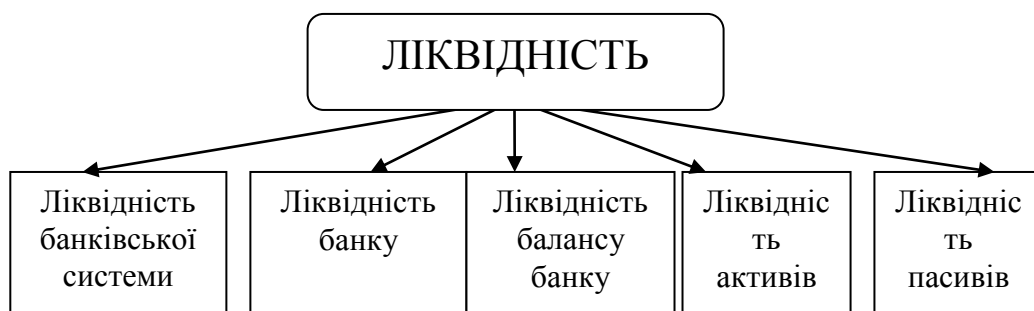 ЛІКВІДНІСТЬ
Ліквідність
банківської
системи
Ліквідність
банку
Ліквідність
балансу
банку
Ліквідніс
ть
активів
Ліквідніс
ть
пасивів